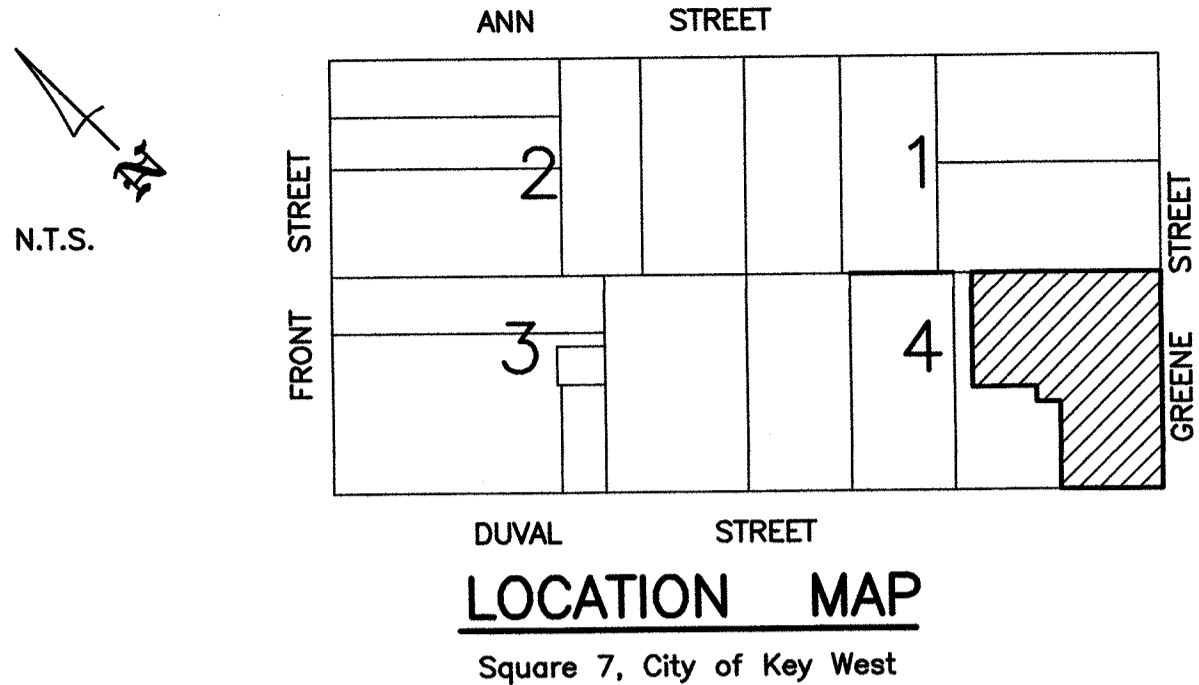 ANN STREET
N
N.T.S.
FRONT STREET
2
1
3
4
GREENE STREET
DUVAL STREET
LOCATION MAP
Square 7, City of Key West